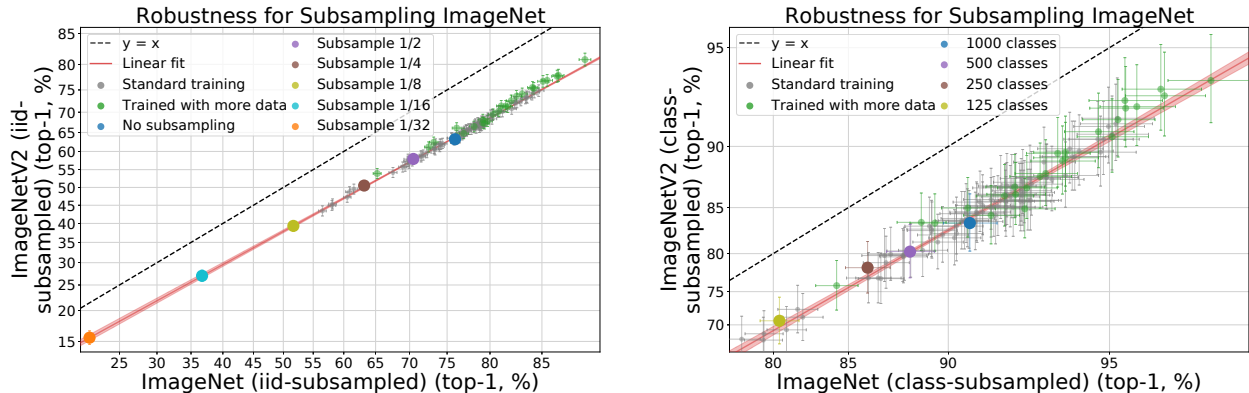 Robustness for Subsampling ImageNet
ImageNetV2 (iid-
subsampled) (top-1, %)
85
80
75
70
65
60
55
50
45
40
35
30
25
20
15
y = x
Linear fit
Standard training
Trained with more data
No subsampling
Subsample 1/2
Subsample 1/4
Subsample 1/8
Subsample 1/16
Subsample 1/32
25 30 35 40 45 50 55 60 65 70 75 80 85
ImageNet (iid-subsampled) (top-1, %)
Robustness for Subsampling ImageNet
ImageNetV2 (class-
subsampled) (top-1, %)
95
90
85
80
75
70
y = x
Linear fit
Standard training
Trained with more data
1000 classes
500 classes
250 classes
125 classes
80 85 90 95
ImageNet (class-subsampled) (top-1, %)